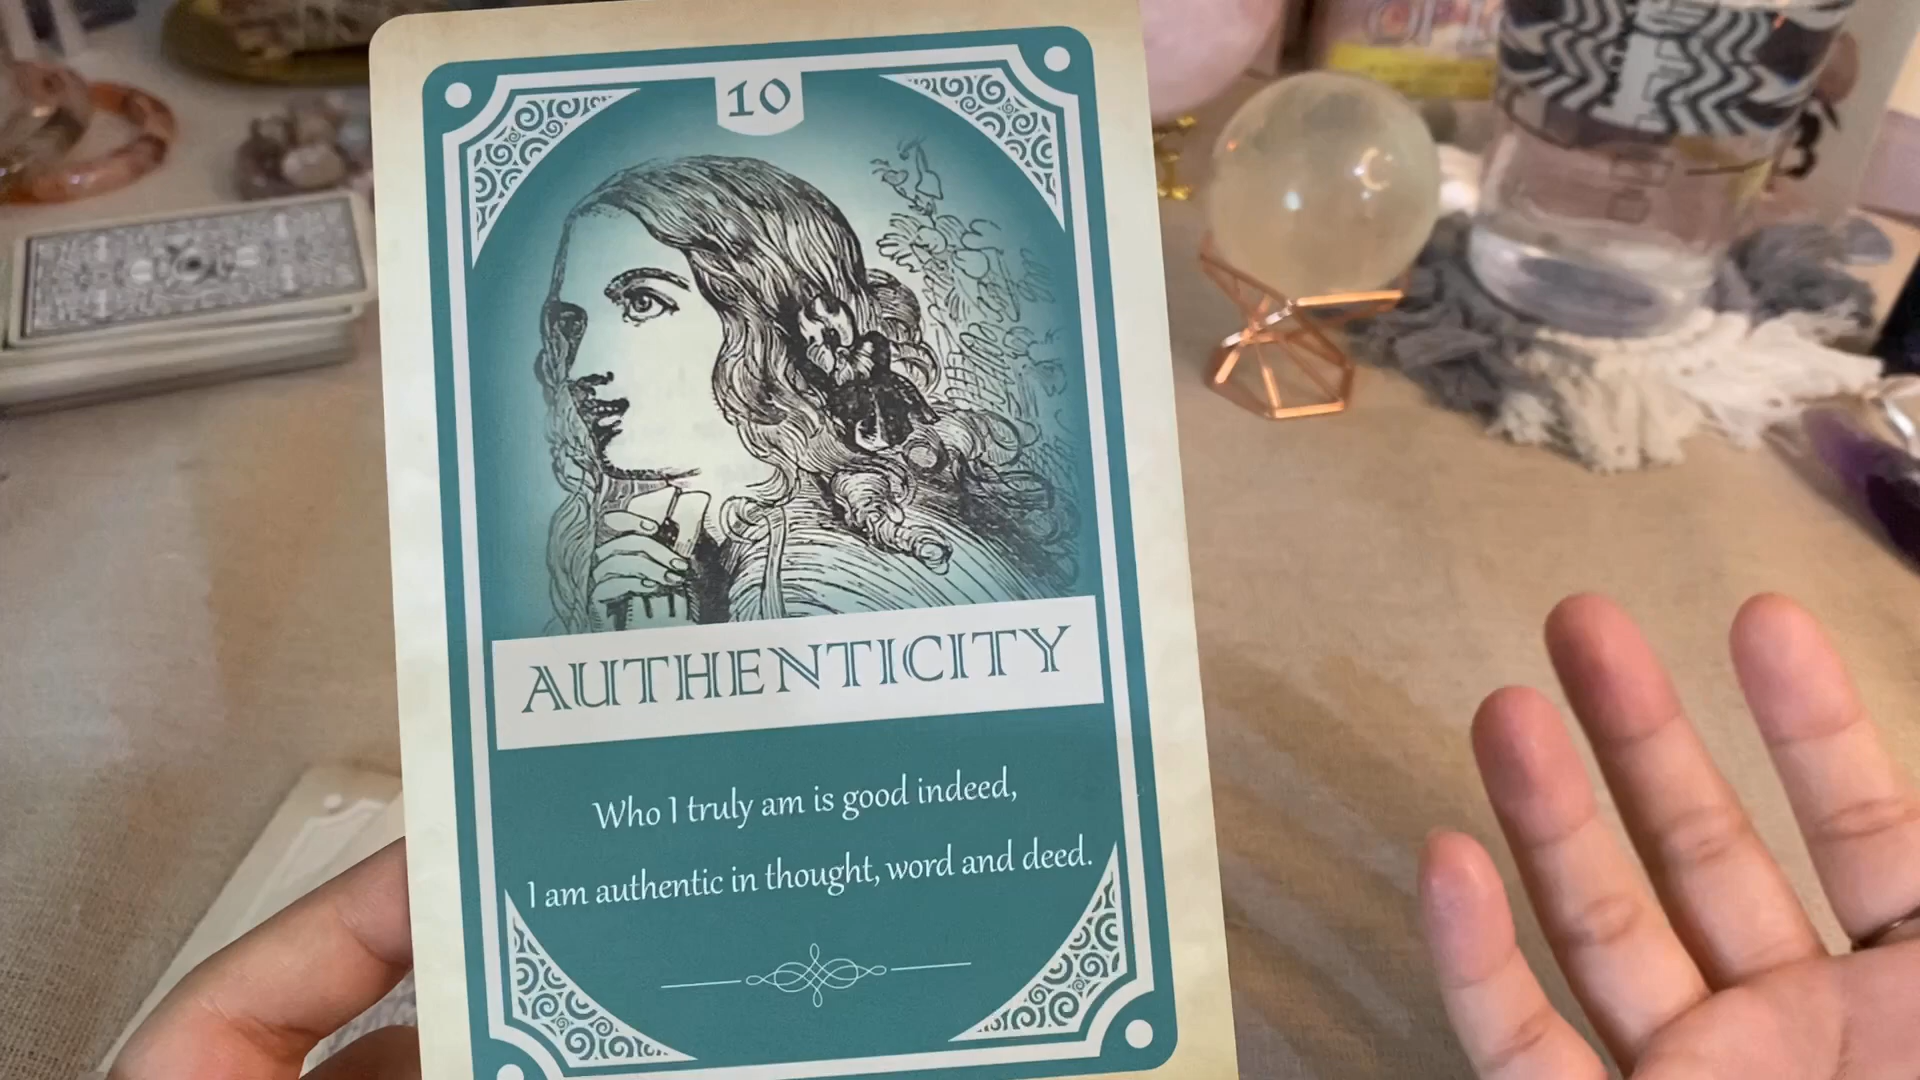 10
AUTHENTICITY
Who I truly am is good indeed,
I am authentic in thought, word and deed.